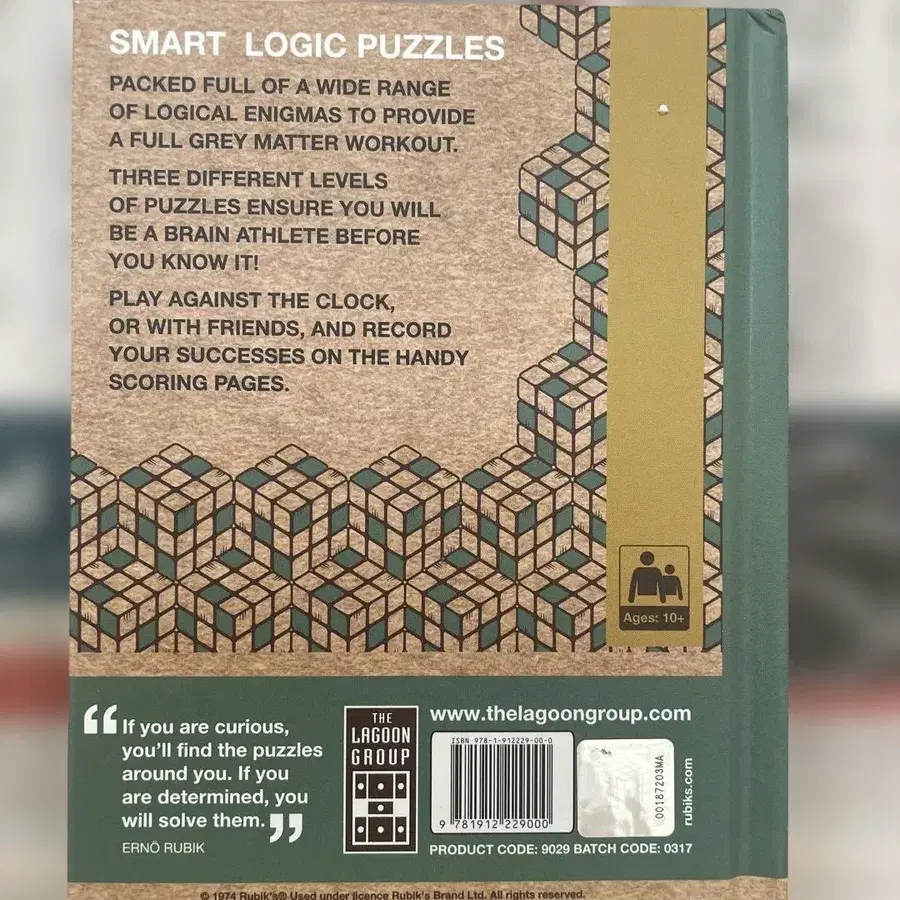 SMART LOGIC PUZZLES
PACKED FULL OF A WIDE RANGE
OF LOGICAL ENIGMAS TO PROVIDE
A FULL GREY MATTER WORKOUT.
THREE DIFFERENT LEVELS
OF PUZZLES ENSURE YOU WILL
BE A BRAIN ATHLETE BEFORE
YOU KNOW IT!
PLAY AGAINST THE CLOCK,
OR WITH FRIENDS, AND RECORD
YOUR SUCCESSES ON THE HANDY
SCORING PAGES.
Ages: 10+
“If you are curious,
you’ll find the puzzles
around you. If you
are determined, you
will solve them.”
ERNÖ RUBIK
THE
LAGOON
GROUP
www.thelagoongroup.com
ISBN 978-1-912229-00-0
9 781912 229000
00187203MA
rubiks.com
PRODUCT CODE: 9029 BATCH CODE: 0317
© 1974 Rubik's® Used under licence Rubik's Brand Ltd. All rights reserved.